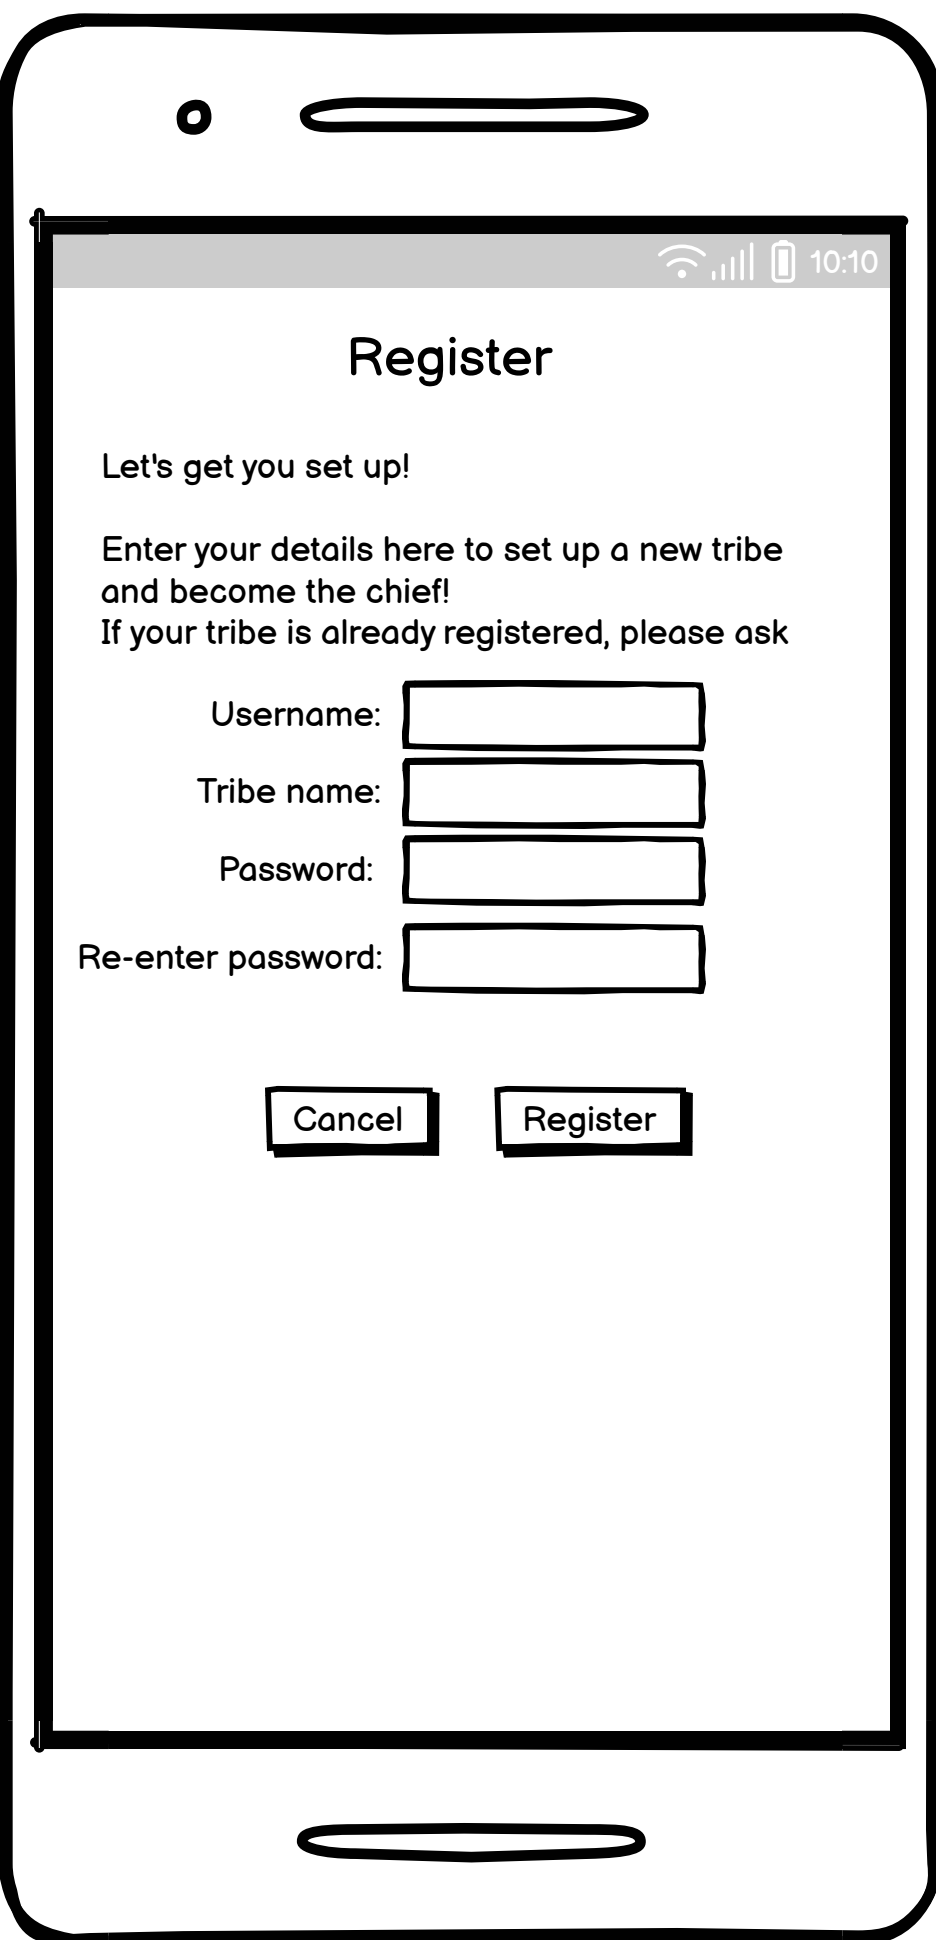 10:10
Register
Let's get you set up!
Enter your details here to set up a new tribe
and become the chief!
If your tribe is already registered, please ask
Username:
Tribe name:
Password:
Re-enter password:
Cancel
Register